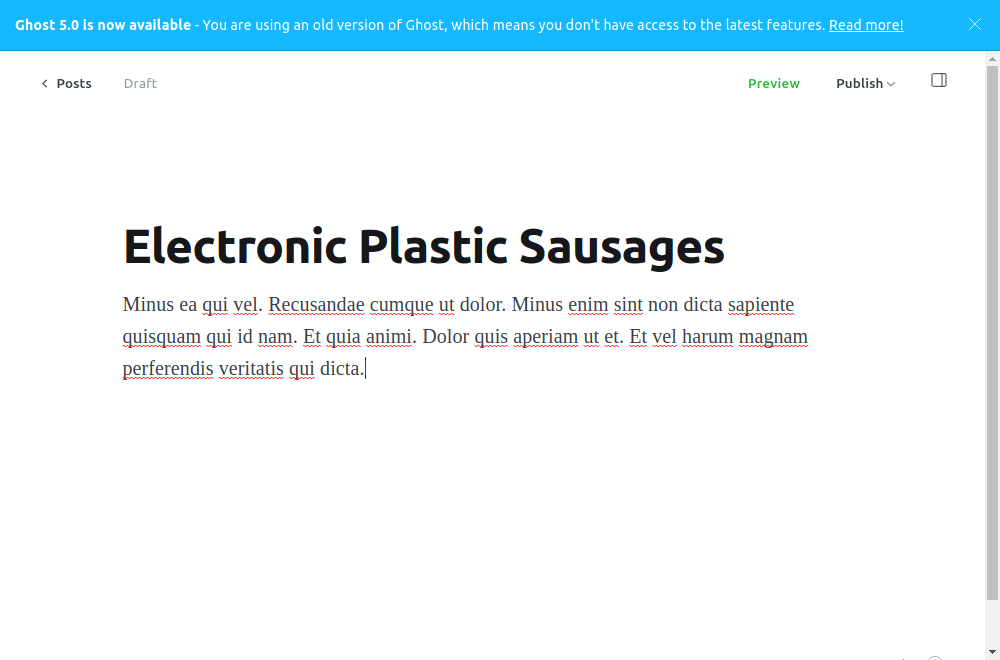 Ghost 5.0 is now available - You are using an old version of Ghost, which means you don't have access to the latest features. Read more!
Posts
Draft
Preview
Publish
Electronic Plastic Sausages
Minus ea qui vel. Recusandae cumque ut dolor. Minus enim sint non dicta sapiente
quisquam qui id nam. Et quia animi. Dolor quis aperiam ut et. Et vel harum magnam
perferendis veritatis qui dicta.